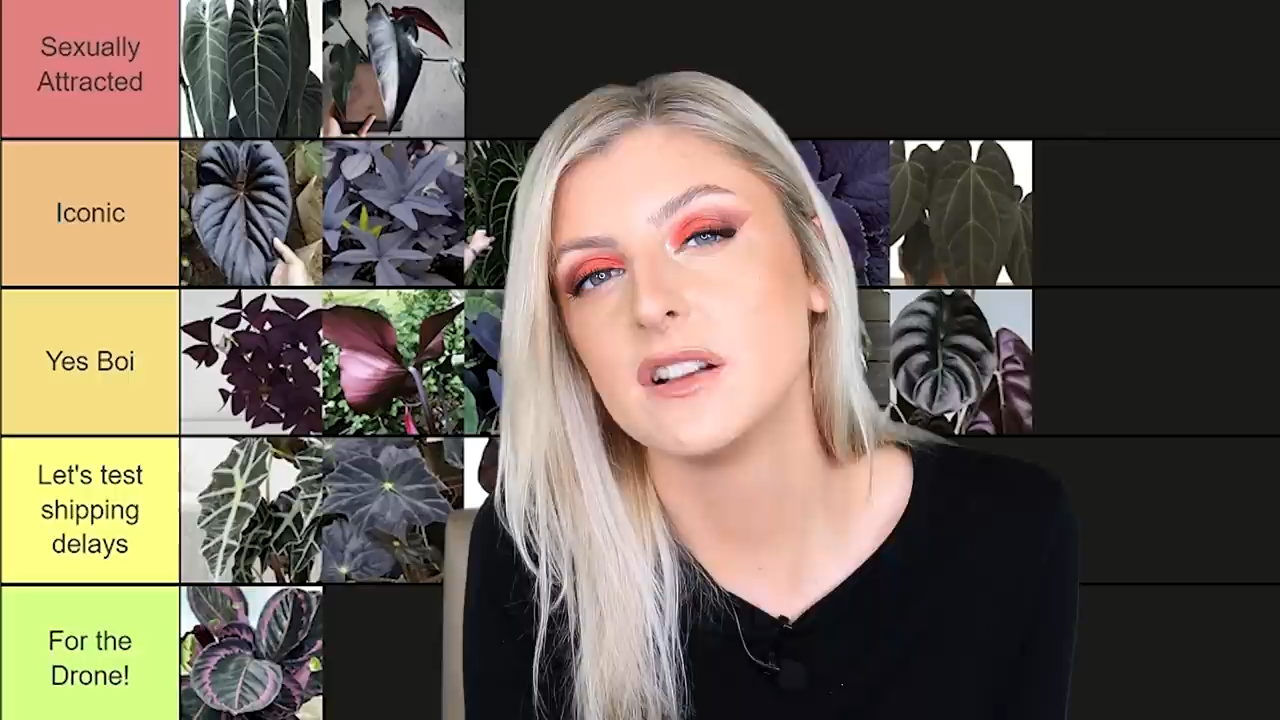 Sexually
Attracted
Iconic
Yes Boi
Let's test
shipping
delays
For the
Drone!